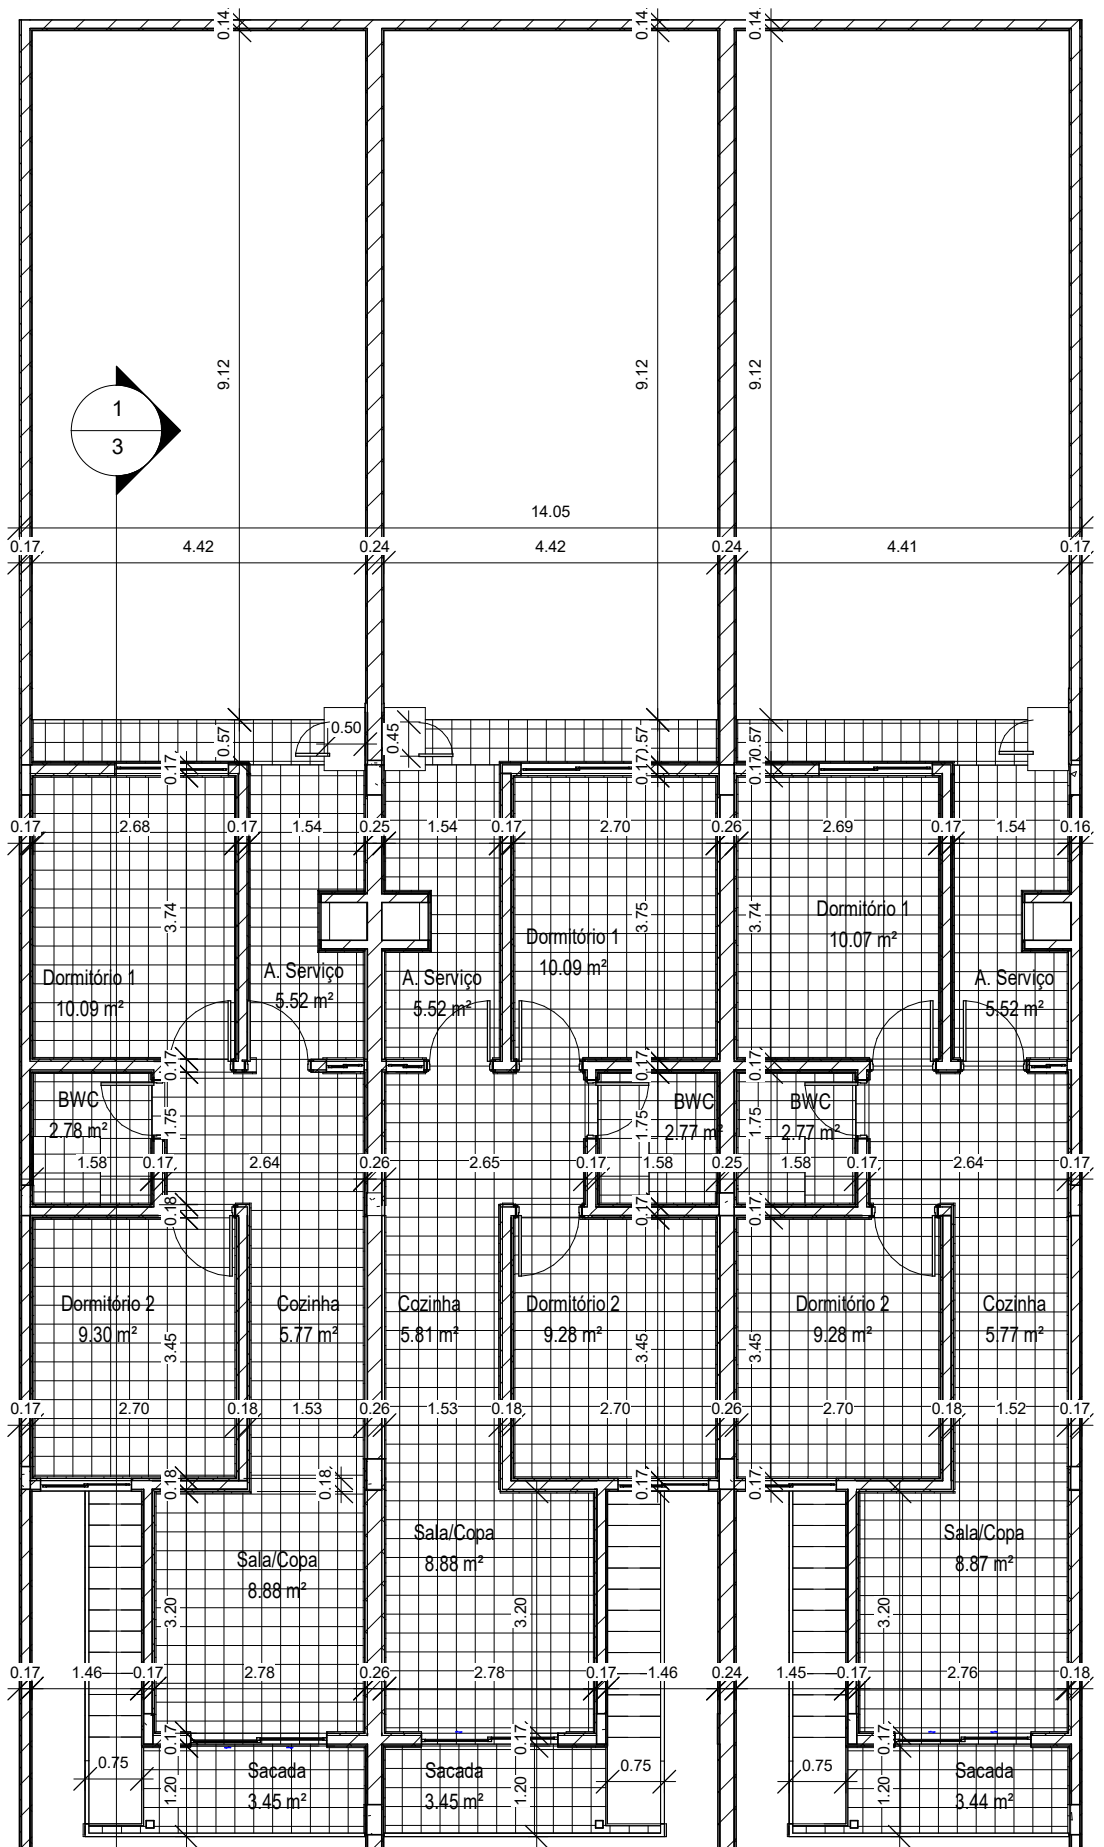 0.14
0.14
0.14
9.12
9.12
9.12
1
3
14.05
0.17
4.42
0.24
4.42
0.24
4.41
0.17
0.57
0.50
0.45
0.57
0.57
0.17
0.17
0.17
0.17
2.68
0.17
1.54
0.25
1.54
0.17
2.70
0.26
2.69
0.17
1.54
0.16
3.74
3.75
3.74
Dormitório 1
10.09 m²
A. Serviço
5.52 m²
A. Serviço
5.52 m²
Dormitório 1
10.09 m²
Dormitório 1
10.07 m²
A. Serviço
5.52 m²
0.17
0.17
0.17
BWC
2.78 m²
BWC
2.77 m²
BWC
2.77 m²
1.75
1.75
1.75
1.58
0.17
2.64
0.26
2.65
0.17
1.58
0.25
1.58
0.17
2.64
0.17
0.18
0.17
0.17
Dormitório 2
9.30 m²
Cozinha
5.77 m²
Cozinha
5.81 m²
Dormitório 2
9.28 m²
Dormitório 2
9.28 m²
Cozinha
5.77 m²
3.45
3.45
3.45
0.17
2.70
0.18
1.53
0.26
1.53
0.18
2.70
0.26
2.70
0.18
1.52
0.17
0.18
0.18
0.17
0.17
Sala/Copa
8.88 m²
Sala/Copa
8.88 m²
Sala/Copa
8.87 m²
3.20
3.20
3.20
0.17
1.46
0.17
2.78
0.26
2.78
0.17
1.46
0.24
1.45
0.17
2.76
0.18
0.17
0.17
0.17
0.75
Sacada
3.45 m²
Sacada
3.45 m²
0.75
0.75
Sacada
3.44 m²
1.20
1.20
1.20